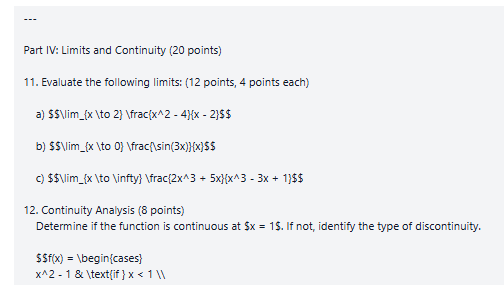 ---
Part IV: Limits and Continuity (20 points)
11. Evaluate the following limits: (12 points, 4 points each)
a) $$\lim_{x \to 2} \frac{x^2 - 4}{x - 2}$$
b) $$\lim_{x \to 0} \frac{\sin(3x)}{x}$$
c) $$\lim_{x \to \infty} \frac{2x^3 + 5x}{x^3 - 3x + 1}$$
12. Continuity Analysis (8 points)
Determine if the function is continuous at $x = 1$. If not, identify the type of discontinuity.
$$f(x) = \begin{cases}
x^2 - 1 & \text{if } x < 1 \\